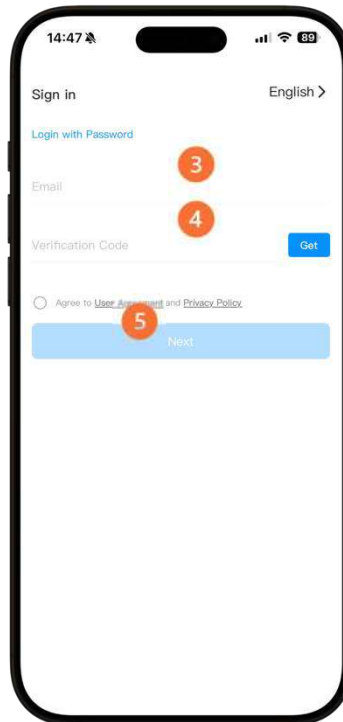 14:47 89
Sign in English >
Login with Password
3
Email
4
Verification Code Get
Agree to User Agreement and Privacy Policy
5
Next